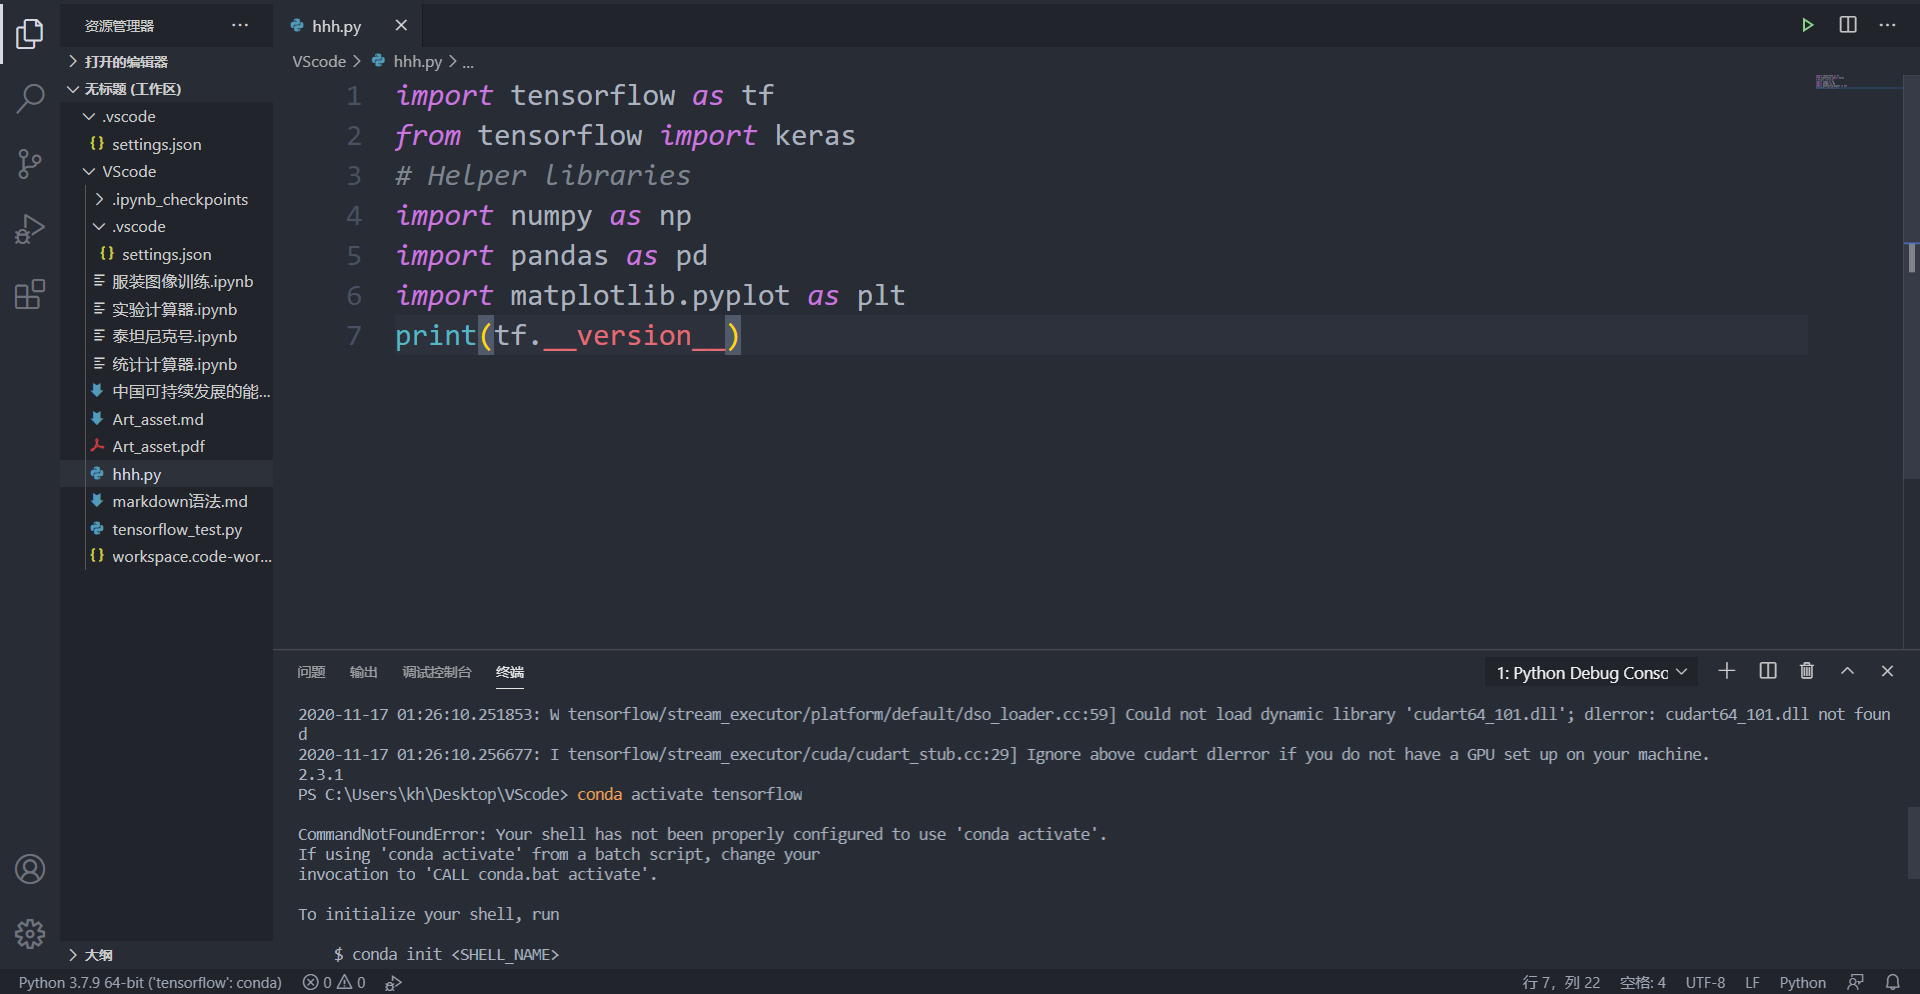 资源管理器
打开的编辑器
无标题 (工作区)
.vscode
settings.json
VScode
.ipynb_checkpoints
.vscode
settings.json
服装图像训练.ipynb
实验计算器.ipynb
泰坦尼克号.ipynb
统计计算器.ipynb
中国可持续发展的能...
Art_asset.md
Art_asset.pdf
hhh.py
markdown语法.md
tensorflow_test.py
workspace.code-wor...
大纲
hhh.py
VScode > hhh.py > ...
1 import tensorflow as tf
2 from tensorflow import keras
3 # Helper libraries
4 import numpy as np
5 import pandas as pd
6 import matplotlib.pyplot as plt
7 print(tf.__version__)
问题 输出 调试控制台 终端
1: Python Debug Consc
2020-11-17 01:26:10.251853: W tensorflow/stream_executor/platform/default/dso_loader.cc:59] Could not load dynamic library 'cudart64_101.dll'; dlerror: cudart64_101.dll not foun
d
2020-11-17 01:26:10.256677: I tensorflow/stream_executor/cuda/cudart_stub.cc:29] Ignore above cudart dlerror if you do not have a GPU set up on your machine.
2.3.1
PS C:\Users\kh\Desktop\VScode> conda activate tensorflow
CommandNotFoundError: Your shell has not been properly configured to use 'conda activate'.
If using 'conda activate' from a batch script, change your
invocation to 'CALL conda.bat activate'.
To initialize your shell, run
$ conda init <SHELL_NAME>
Python 3.7.9 64-bit ('tensorflow': conda) 0 0 行 7，列 22 空格: 4 UTF-8 LF Python